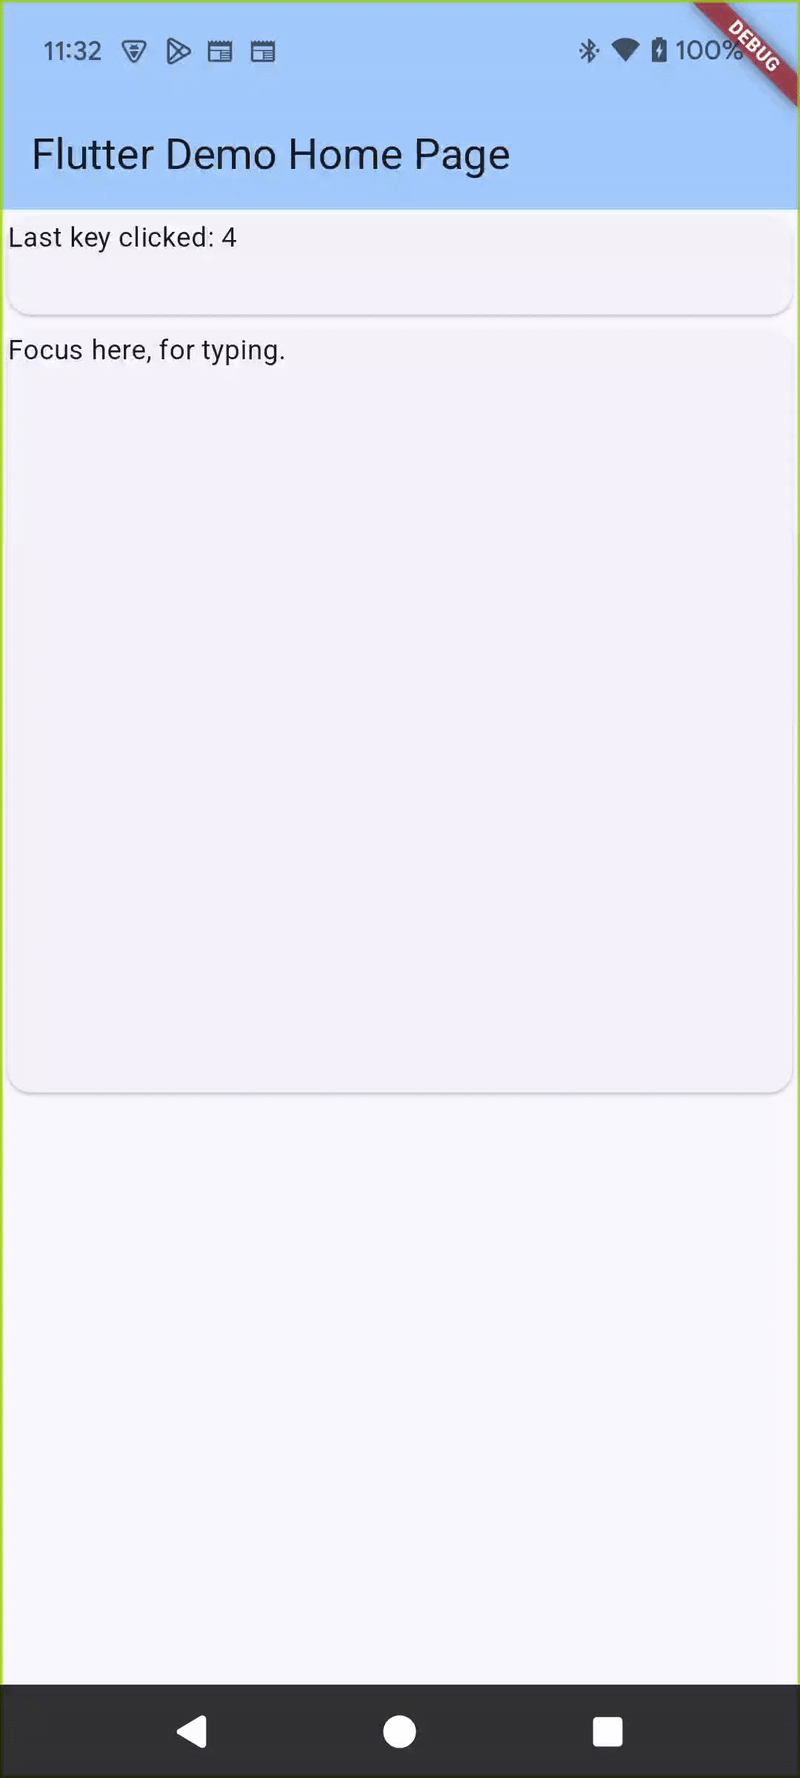 11:32
100%
DEBUG
Flutter Demo Home Page
Last key clicked: 4
Focus here, for typing.